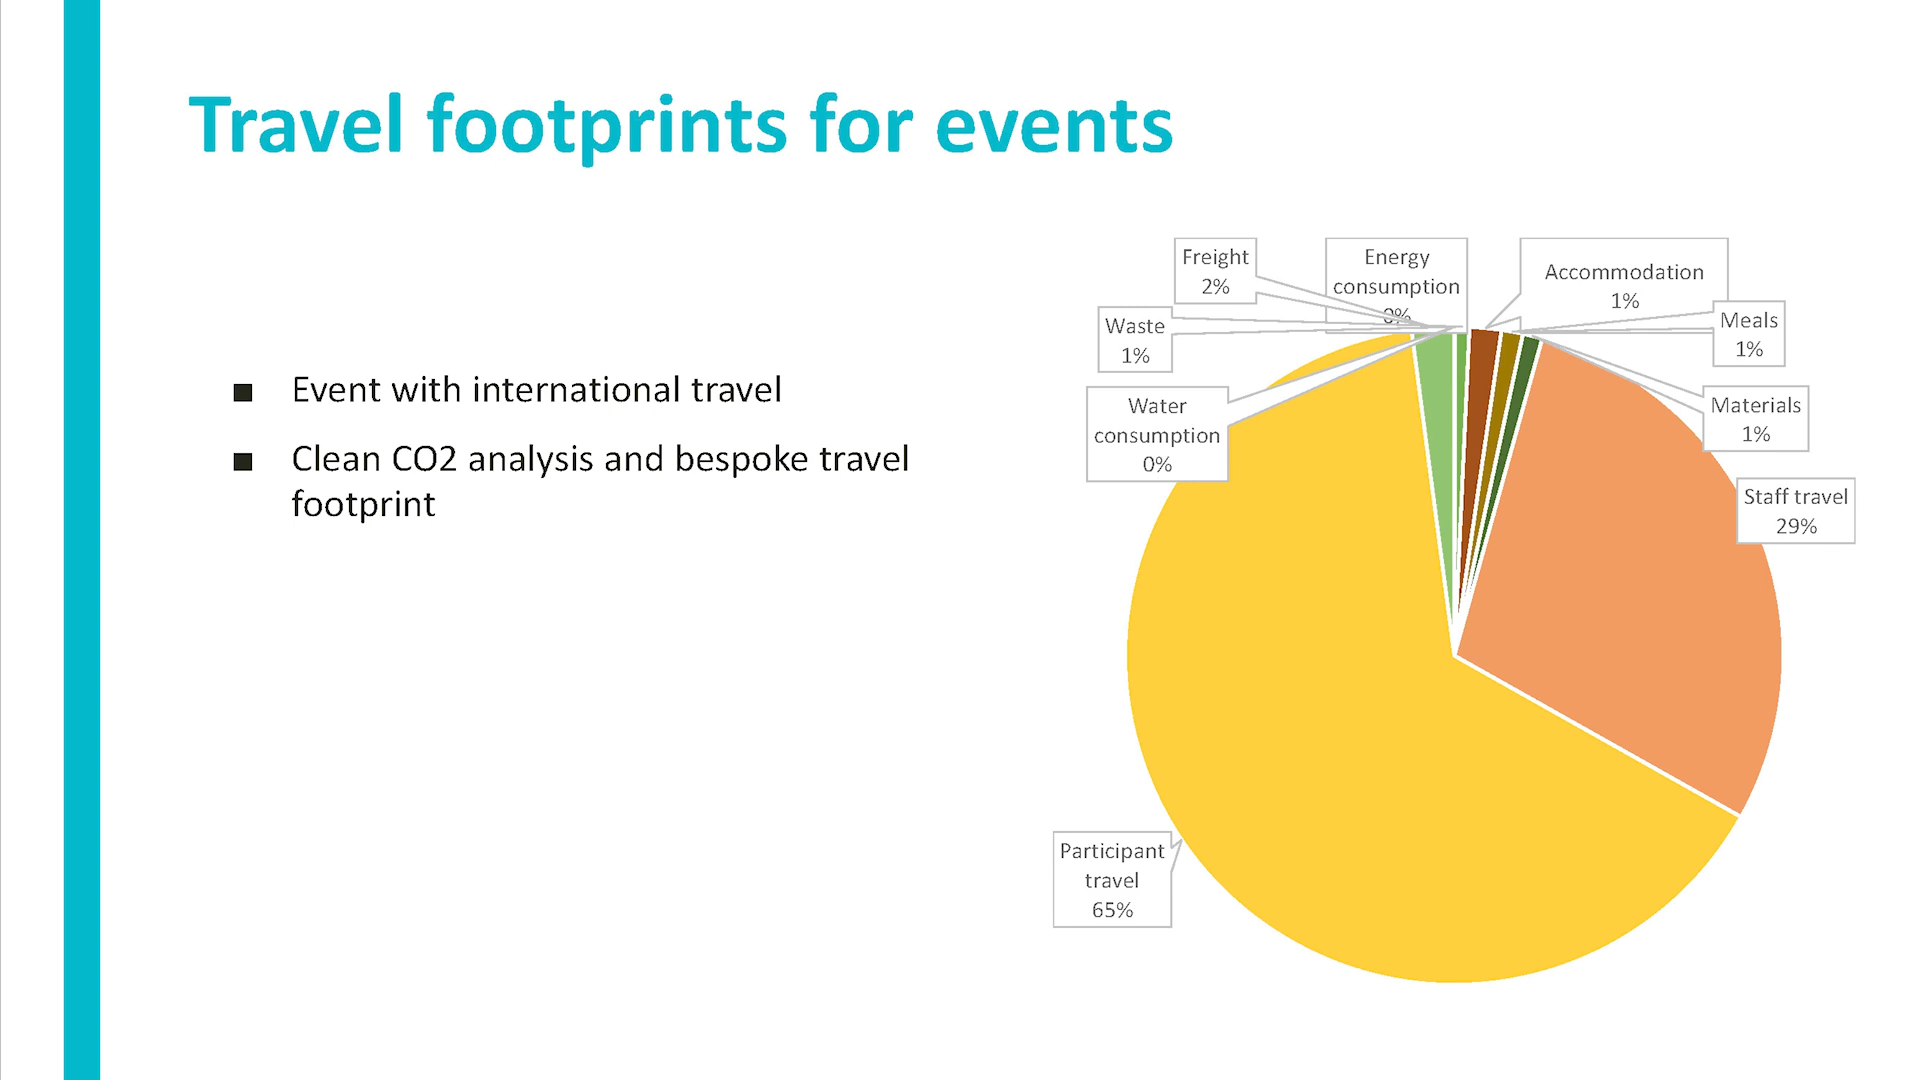 Travel footprints for events
■ Event with international travel
■ Clean CO2 analysis and bespoke travel
footprint
Freight
2%
Energy
consumption
0%
Accommodation
1%
Waste
1%
Meals
1%
Water
consumption
0%
Materials
1%
Staff travel
29%
Participant
travel
65%